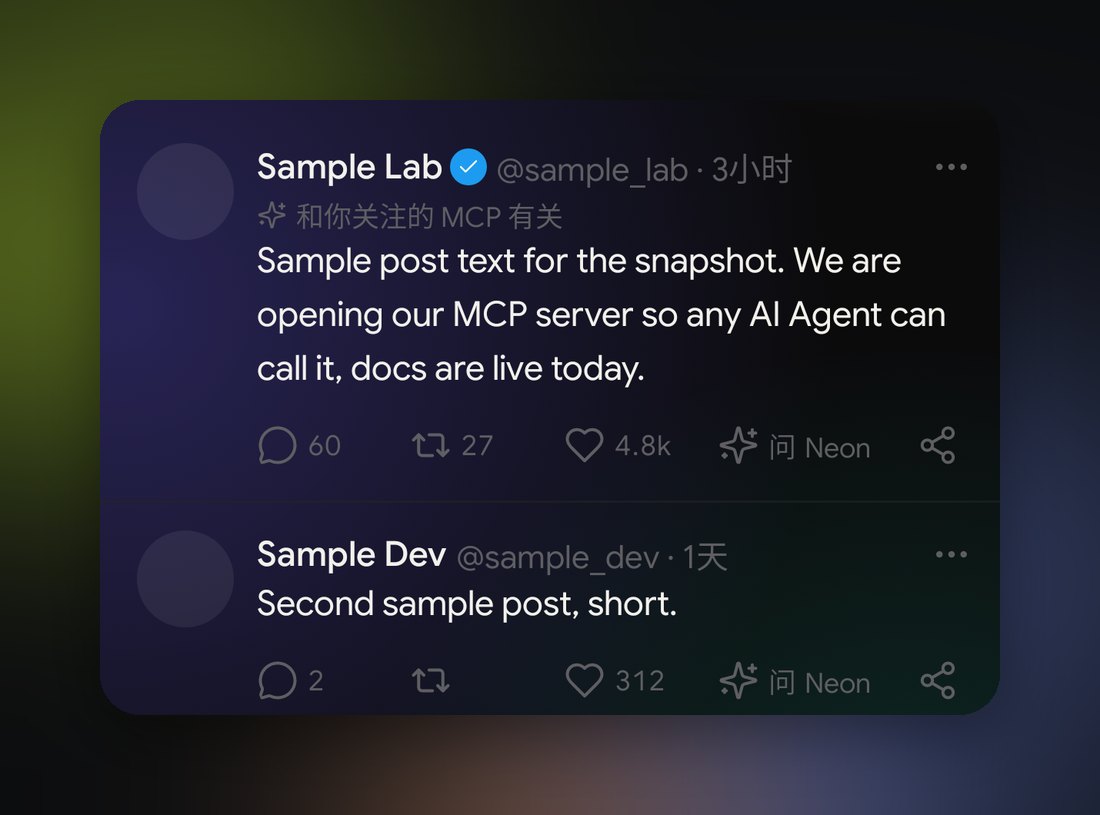 Sample Lab @sample_lab · 3小时
和你关注的 MCP 有关
Sample post text for the snapshot. We are
opening our MCP server so any AI Agent can
call it, docs are live today.
60 27 4.8k 问 Neon
Sample Dev @sample_dev · 1天
Second sample post, short.
2 312 问 Neon